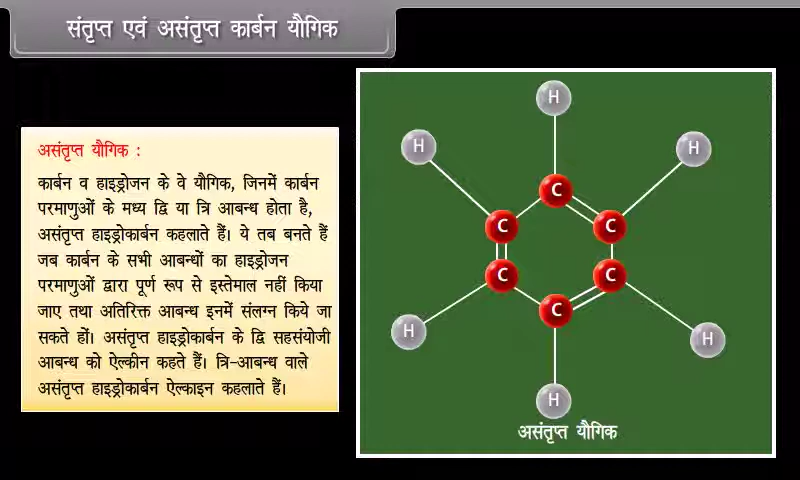 संतृप्त एवं असंतृप्त कार्बन यौगिक
असंतृप्त यौगिक :
कार्बन व हाइड्रोजन के वे यौगिक, जिनमें कार्बन
परमाणुओं के मध्य द्वि या त्रि आबन्ध होता है,
असंतृप्त हाइड्रोकार्बन कहलाते हैं। ये तब बनते हैं
जब कार्बन के सभी आबन्धों का हाइड्रोजन
परमाणुओं द्वारा पूर्ण रूप से इस्तेमाल नहीं किया
जाए तथा अतिरिक्त आबन्ध इनमें संलग्न किये जा
सकते हों। असंतृप्त हाइड्रोकार्बन के द्वि सहसंयोजी
आबन्ध को ऐल्कीन कहते हैं। त्रि-आबन्ध वाले
असंतृप्त हाइड्रोकार्बन ऐल्काइन कहलाते हैं।
H
H H
C
C C
C C
C
H H
H
असंतृप्त यौगिक